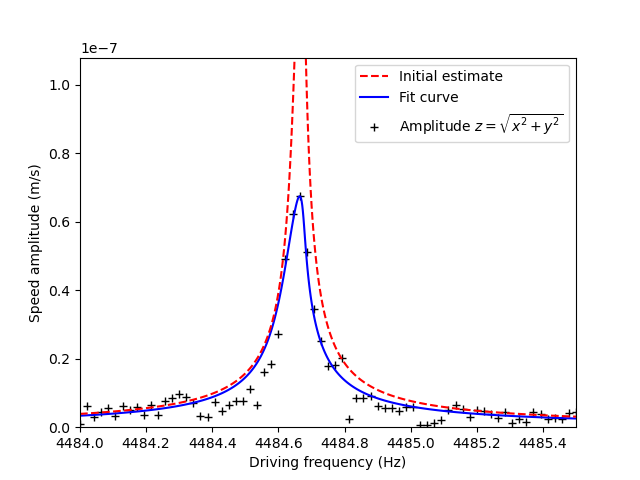 1e−7
Initial estimate
Fit curve
Amplitude z = √x² + y²
1.0
0.8
0.6
0.4
0.2
0.0
Speed amplitude (m/s)
4484.0 4484.2 4484.4 4484.6 4484.8 4485.0 4485.2 4485.4
Driving frequency (Hz)